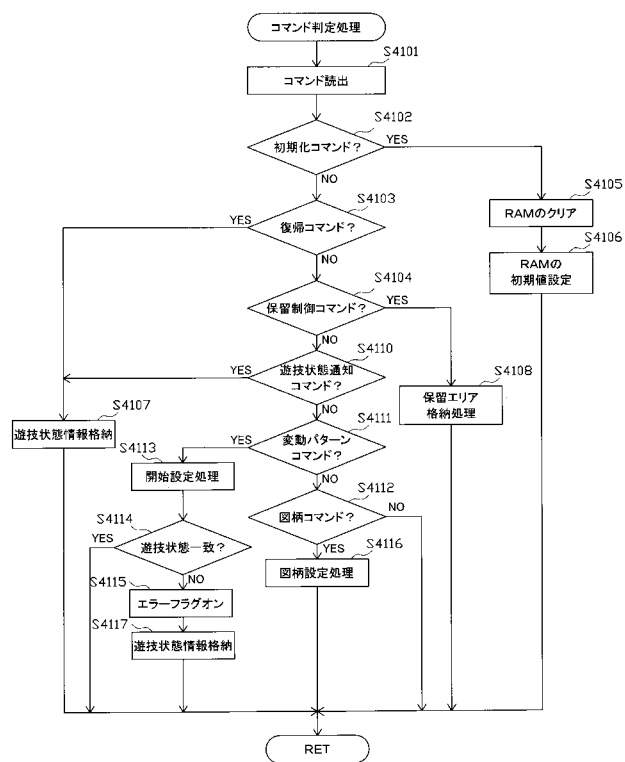 コマンド判定処理
S4101
コマンド読出
S4102
初期化コマンド?
YES
NO
S4103
復帰コマンド?
YES
NO
S4105
RAMのクリア
S4106
RAMの
初期値設定
S4104
保留制御コマンド?
YES
NO
S4110
遊技状態通知
コマンド?
YES
NO
S4108
保留エリア
格納処理
S4107
遊技状態情報格納
S4111
変動パターン
コマンド?
YES
NO
S4113
開始設定処理
S4112
図柄コマンド?
NO
YES
S4114
遊技状態一致?
YES
NO
S4116
図柄設定処理
S4115
エラーフラグオン
S4117
遊技状態情報格納
RET